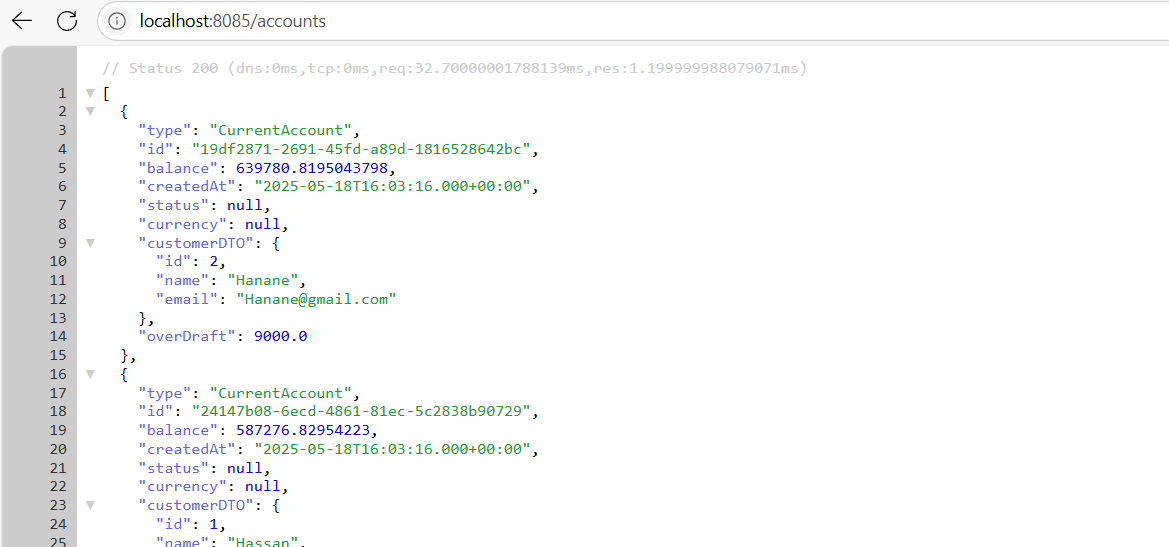 localhost:8085/accounts
// Status 200 (dns:0ms,tcp:0ms,req:32.70000001788139ms,res:1.199999988079071ms)
1 [
2 {
3 "type": "CurrentAccount",
4 "id": "19df2871-2691-45fd-a89d-1816528642bc",
5 "balance": 639780.8195043798,
6 "createdAt": "2025-05-18T16:03:16.000+00:00",
7 "status": null,
8 "currency": null,
9 "customerDTO": {
10 "id": 2,
11 "name": "Hanane",
12 "email": "Hanane@gmail.com"
13 },
14 "overDraft": 9000.0
15 },
16 {
17 "type": "CurrentAccount",
18 "id": "24147b08-6ecd-4861-81ec-5c2838b90729",
19 "balance": 587276.82954223,
20 "createdAt": "2025-05-18T16:03:16.000+00:00",
21 "status": null,
22 "currency": null,
23 "customerDTO": {
24 "id": 1,
25 "name": "Hassan",